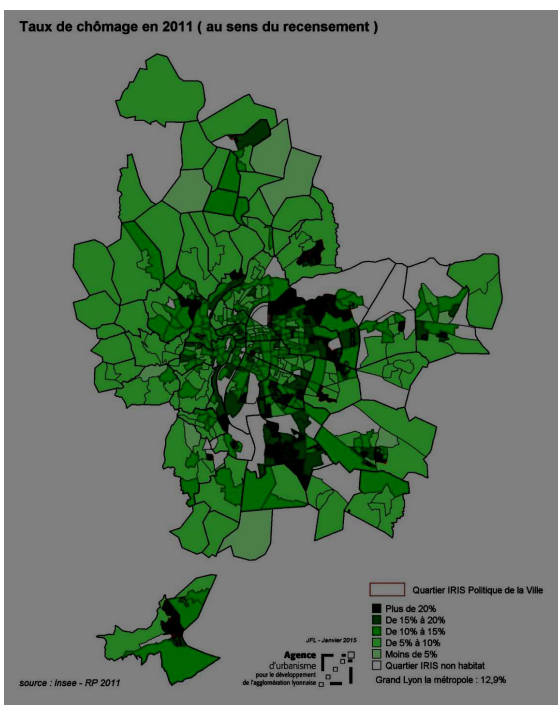 Taux de chômage en 2011 ( au sens du recensement )
Quartier IRIS Politique de la Ville
Plus de 20%
De 15% à 20%
De 10% à 15%
De 5% à 10%
Moins de 5%
Quartier IRIS non habitat
Grand Lyon la métropole : 12,9%
JFL - Janvier 2015
Agence
d'urbanisme
pour le développement
de l'agglomération lyonnaise
source : insee - RP 2011